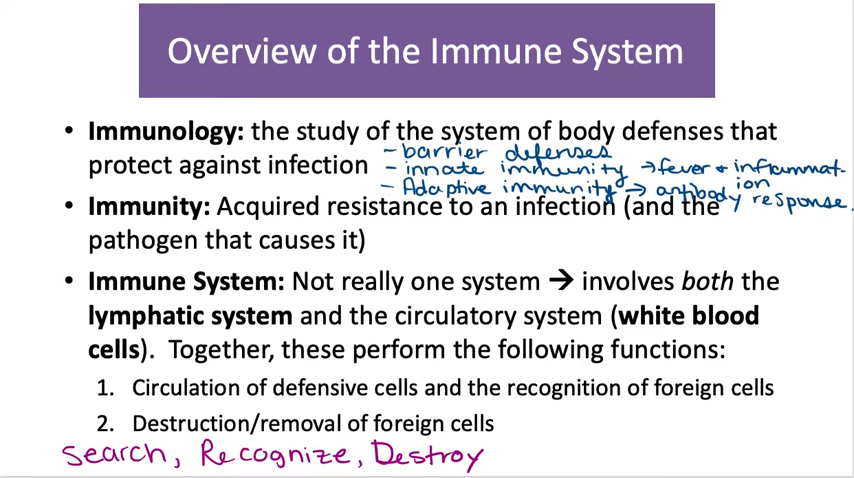 Overview of the Immune System
• Immunology: the study of the system of body defenses that
- barrier defenses
protect against infection
- innate immunity → fever + inflammat-
ion
- Adaptive immunity → antibody response.
• Immunity: Acquired resistance to an infection (and the
pathogen that causes it)
• Immune System: Not really one system → involves both the
lymphatic system and the circulatory system (white blood
cells). Together, these perform the following functions:
1. Circulation of defensive cells and the recognition of foreign cells
2. Destruction/removal of foreign cells
Search, Recognize, Destroy